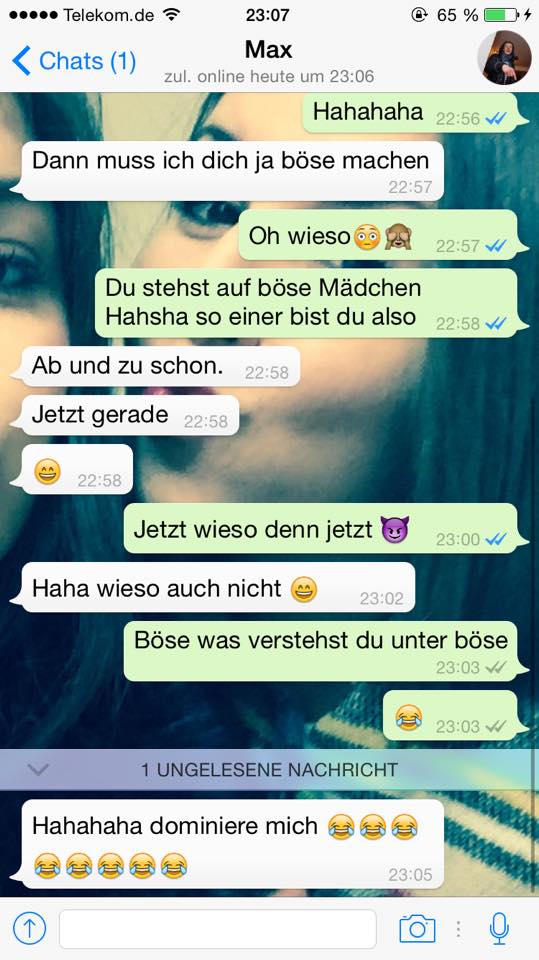 Telekom.de 23:07 65 %
Chats (1) Max
zul. online heute um 23:06
Hahahaha 22:56
Dann muss ich dich ja böse machen
22:57
Oh wieso😳🙈 22:57
Du stehst auf böse Mädchen
Hahsha so einer bist du also 22:58
Ab und zu schon. 22:58
Jetzt gerade 22:58
😄 22:58
Jetzt wieso denn jetzt 😈 23:00
Haha wieso auch nicht 😄 23:02
Böse was verstehst du unter böse
23:03
😂 23:03
1 UNGELESENE NACHRICHT
Hahahaha dominiere mich 😂😂😂
😂😂😂😂😂 23:05